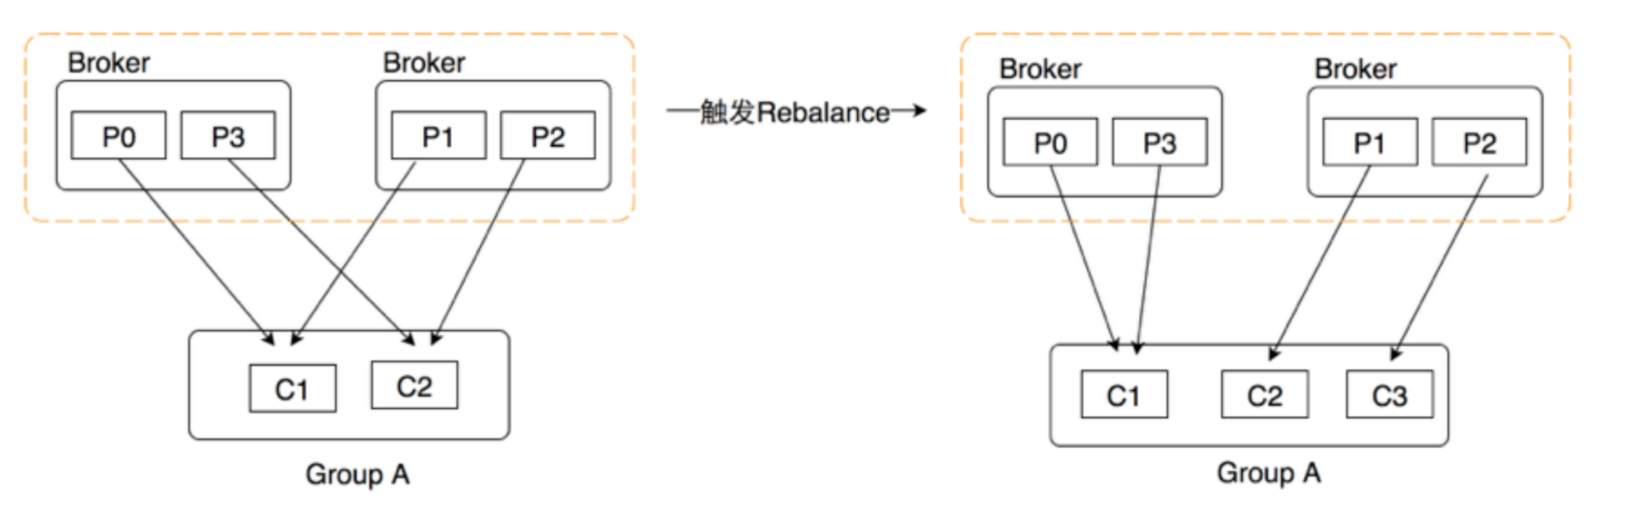 Broker
Broker
P0
P3
P1
P2
C1
C2
Group A
触发Rebalance
Broker
Broker
P0
P3
P1
P2
C1
C2
C3
Group A